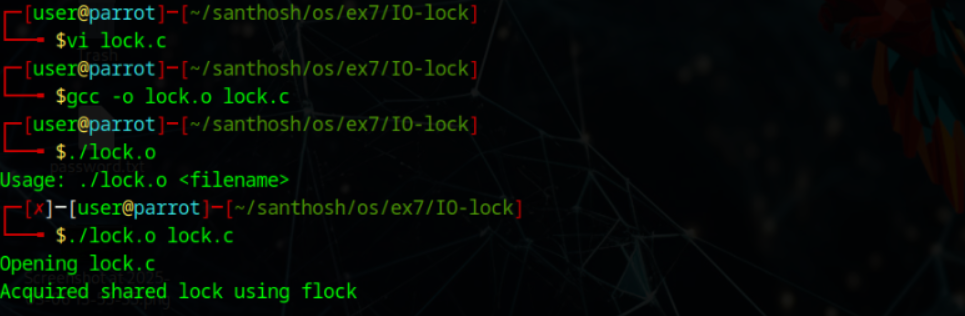 [user@parrot]-[~/santhosh/os/ex7/IO-lock]
$vi lock.c
[user@parrot]-[~/santhosh/os/ex7/IO-lock]
$gcc -o lock.o lock.c
[user@parrot]-[~/santhosh/os/ex7/IO-lock]
$./lock.o
password.txt
Usage: ./lock.o <filename>
[✗]-[user@parrot]-[~/santhosh/os/ex7/IO-lock]
$./lock.o lock.c
Opening lock.c
Acquired shared lock using flock